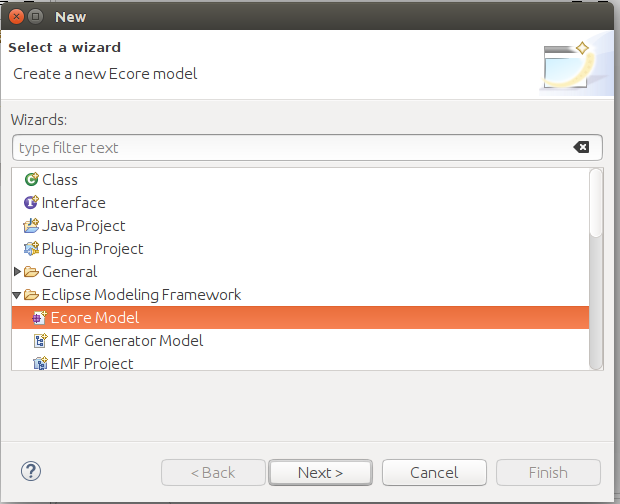 New
Select a wizard
Create a new Ecore model
Wizards:
type filter text
Class
Interface
Java Project
Plug-in Project
General
Eclipse Modeling Framework
Ecore Model
EMF Generator Model
EMF Project
? < Back Next > Cancel Finish